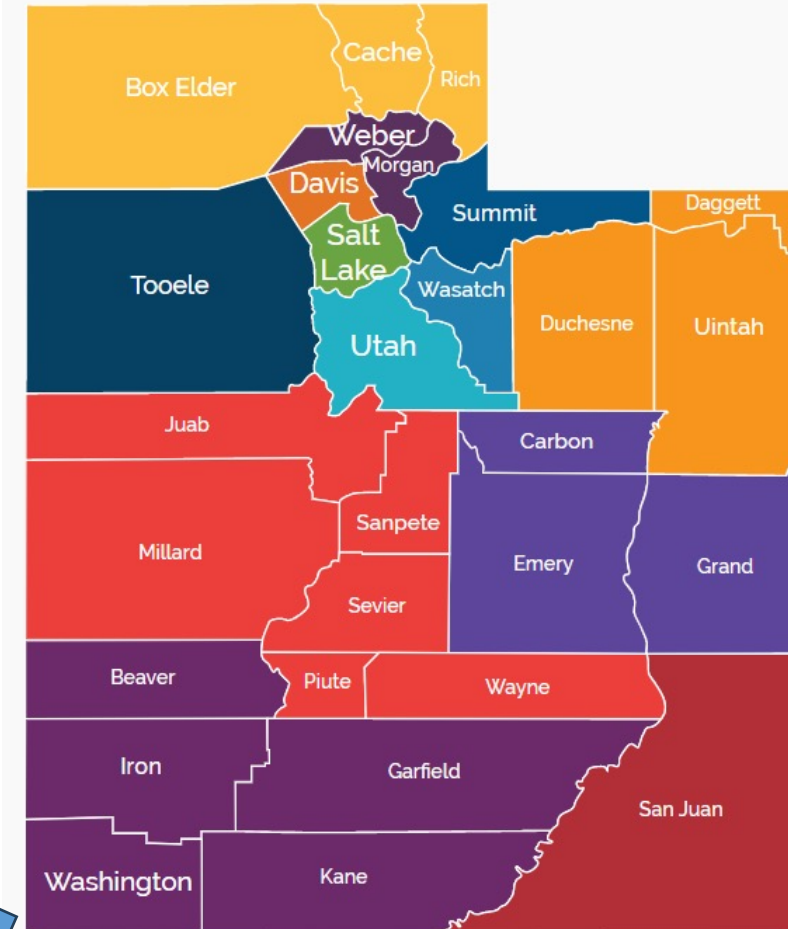 Cache
Rich
Box Elder
Weber
Morgan
Davis
Summit
Daggett
Salt
Lake
Tooele
Wasatch
Duchesne
Uintah
Utah
Juab
Carbon
Sanpete
Millard
Emery
Grand
Sevier
Beaver
Piute
Wayne
Iron
Garfield
San Juan
Washington
Kane